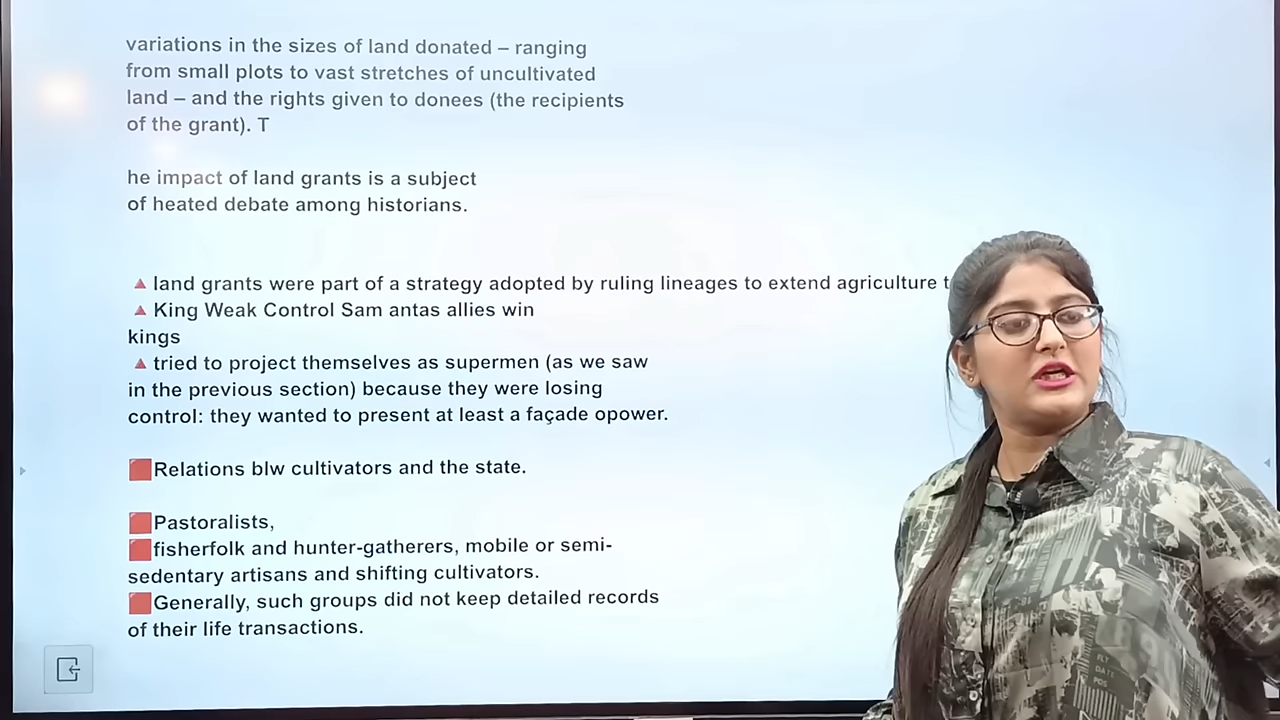 variations in the sizes of land donated – ranging
from small plots to vast stretches of uncultivated
land – and the rights given to donees (the recipients
of the grant). T
he impact of land grants is a subject
of heated debate among historians.
🔺land grants were part of a strategy adopted by ruling lineages to extend agriculture t
🔺King Weak Control Sam antas allies win
kings
🔺tried to project themselves as supermen (as we saw
in the previous section) because they were losing
control: they wanted to present at least a façade opower.
🟥Relations blw cultivators and the state.
🟥Pastoralists,
🟥fisherfolk and hunter-gatherers, mobile or semi-
sedentary artisans and shifting cultivators.
🟥Generally, such groups did not keep detailed records
of their life transactions.